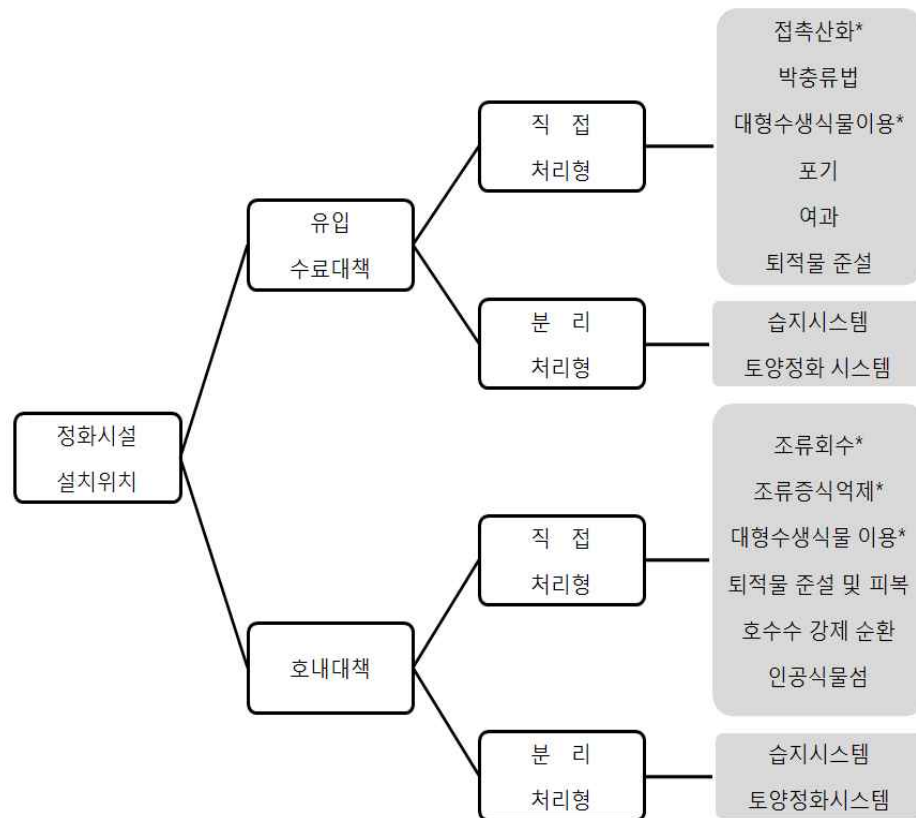 정화시설
설치위치
유입
수료대책
직 접
처리형
접촉산화*
박충류법
대형수생식물이용*
포기
여과
퇴적물 준설
분 리
처리형
습지시스템
토양정화 시스템
호내대책
직 접
처리형
조류회수*
조류증식억제*
대형수생식물 이용*
퇴적물 준설 및 피복
호수수 강제 순환
인공식물섬
분 리
처리형
습지시스템
토양정화시스템